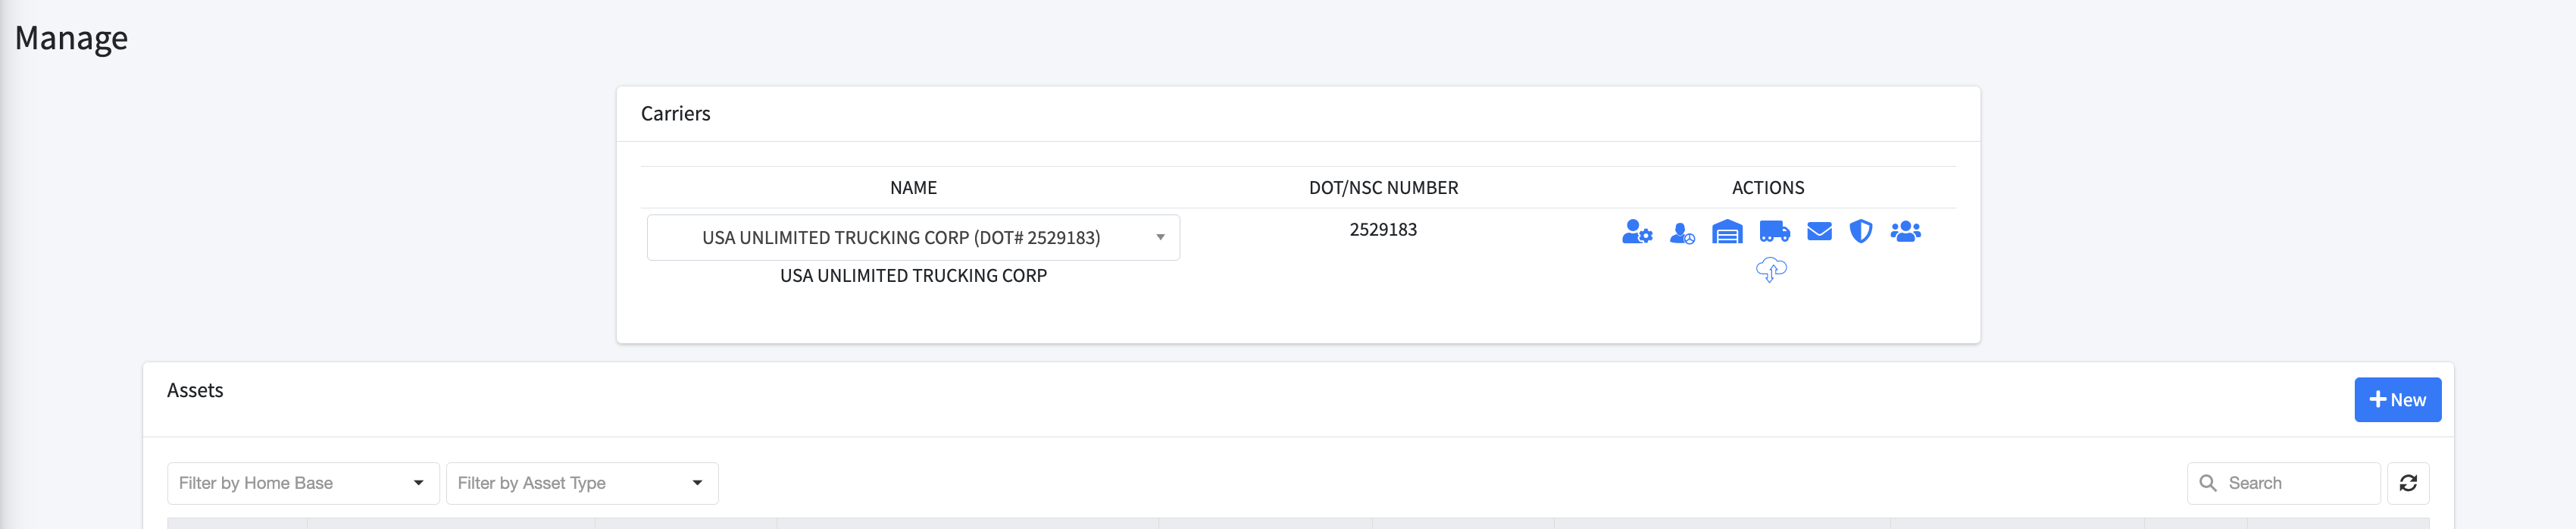 Manage
Carriers
NAME DOT/NSC NUMBER ACTIONS
USA UNLIMITED TRUCKING CORP (DOT# 2529183) 2529183
USA UNLIMITED TRUCKING CORP
Assets
New
Filter by Home Base Filter by Asset Type Search